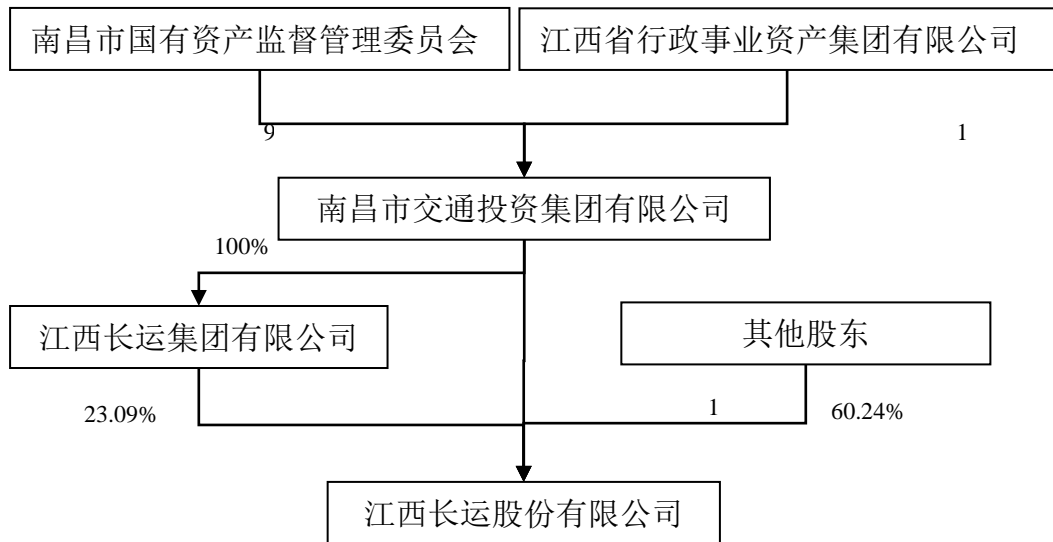 南昌市国有资产监督管理委员会
江西省行政事业资产集团有限公司
9
1
南昌市交通投资集团有限公司
100%
江西长运集团有限公司
其他股东
23.09%
1
60.24%
江西长运股份有限公司